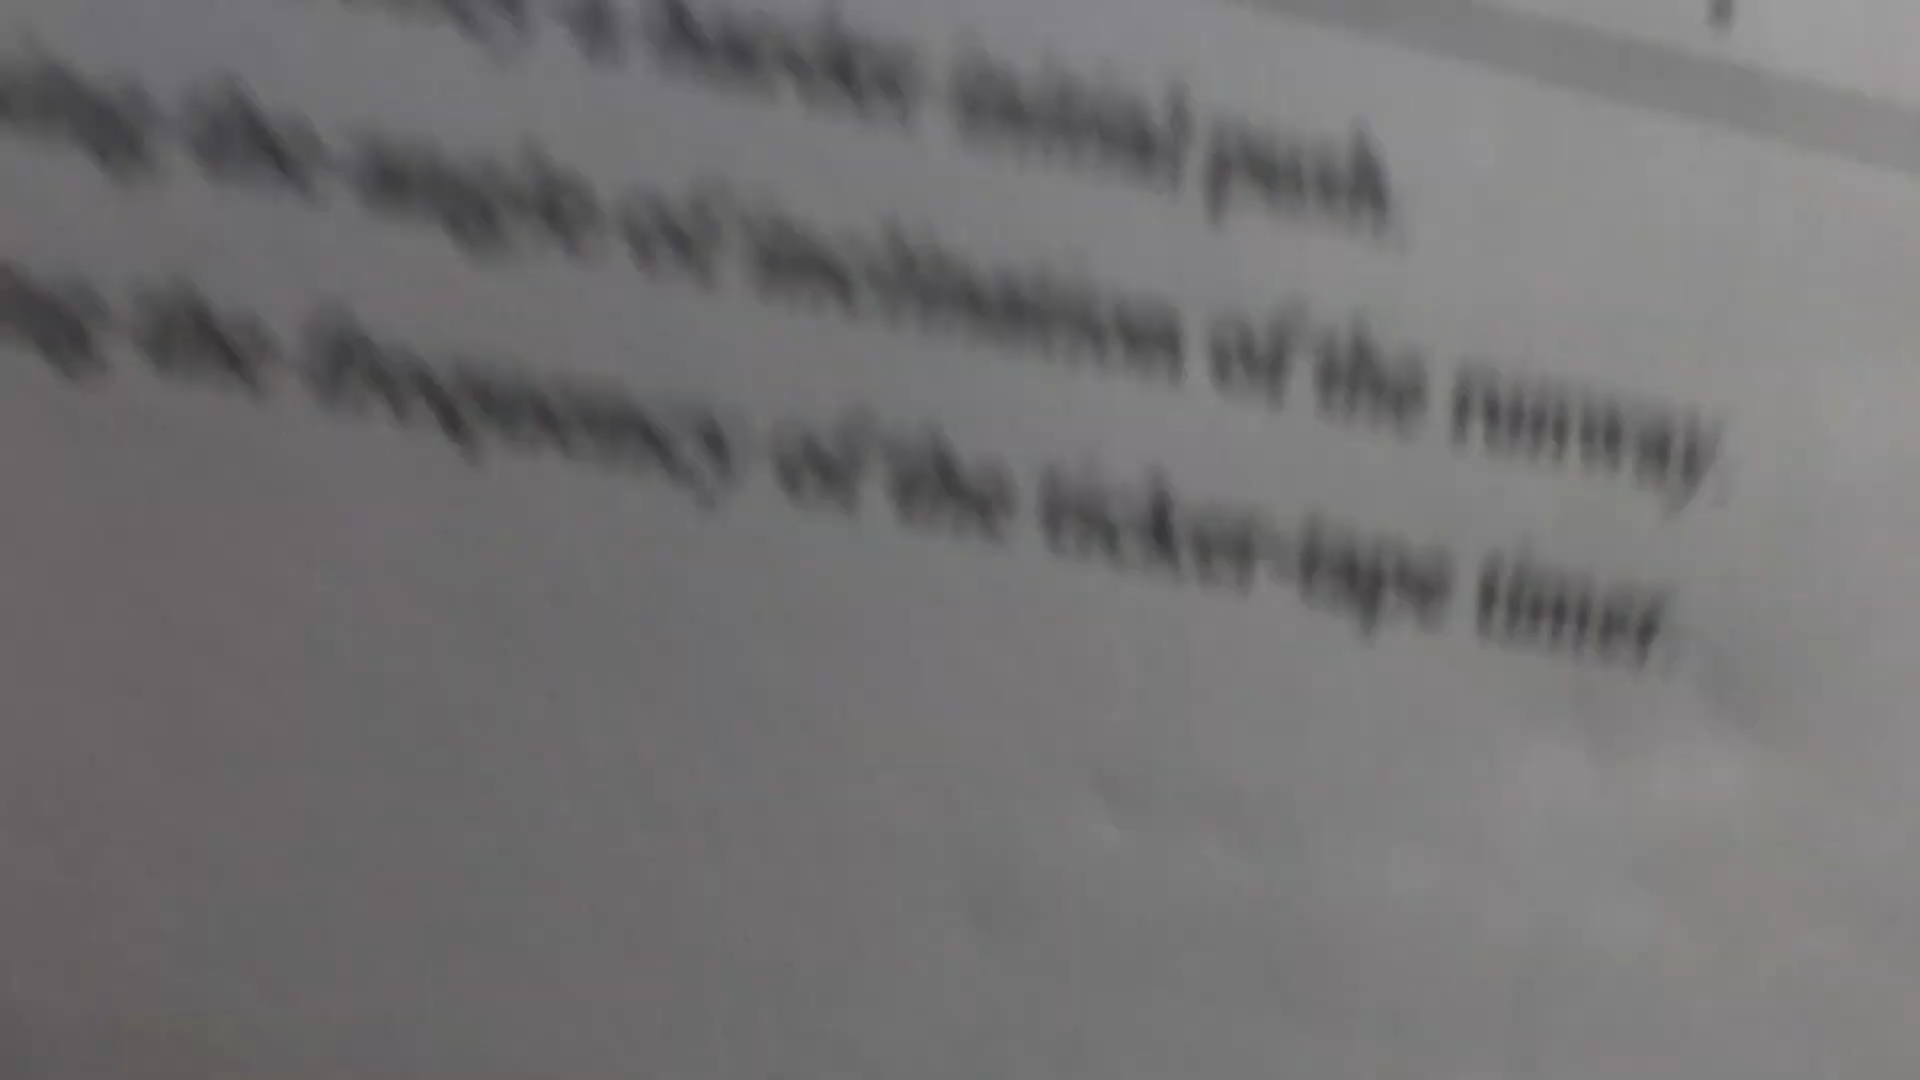 a harder initial push
the angle of inclination of the runway
the frequency of the ticker-tape timer